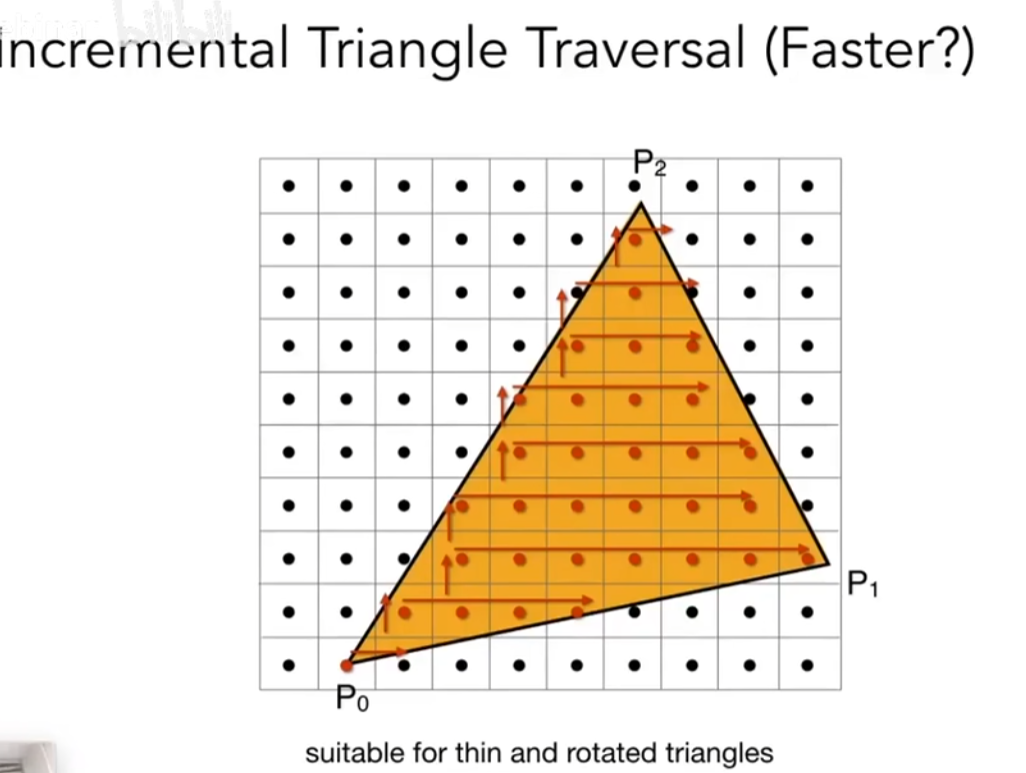 incremental Triangle Traversal (Faster?)
P2
P1
P0
suitable for thin and rotated triangles